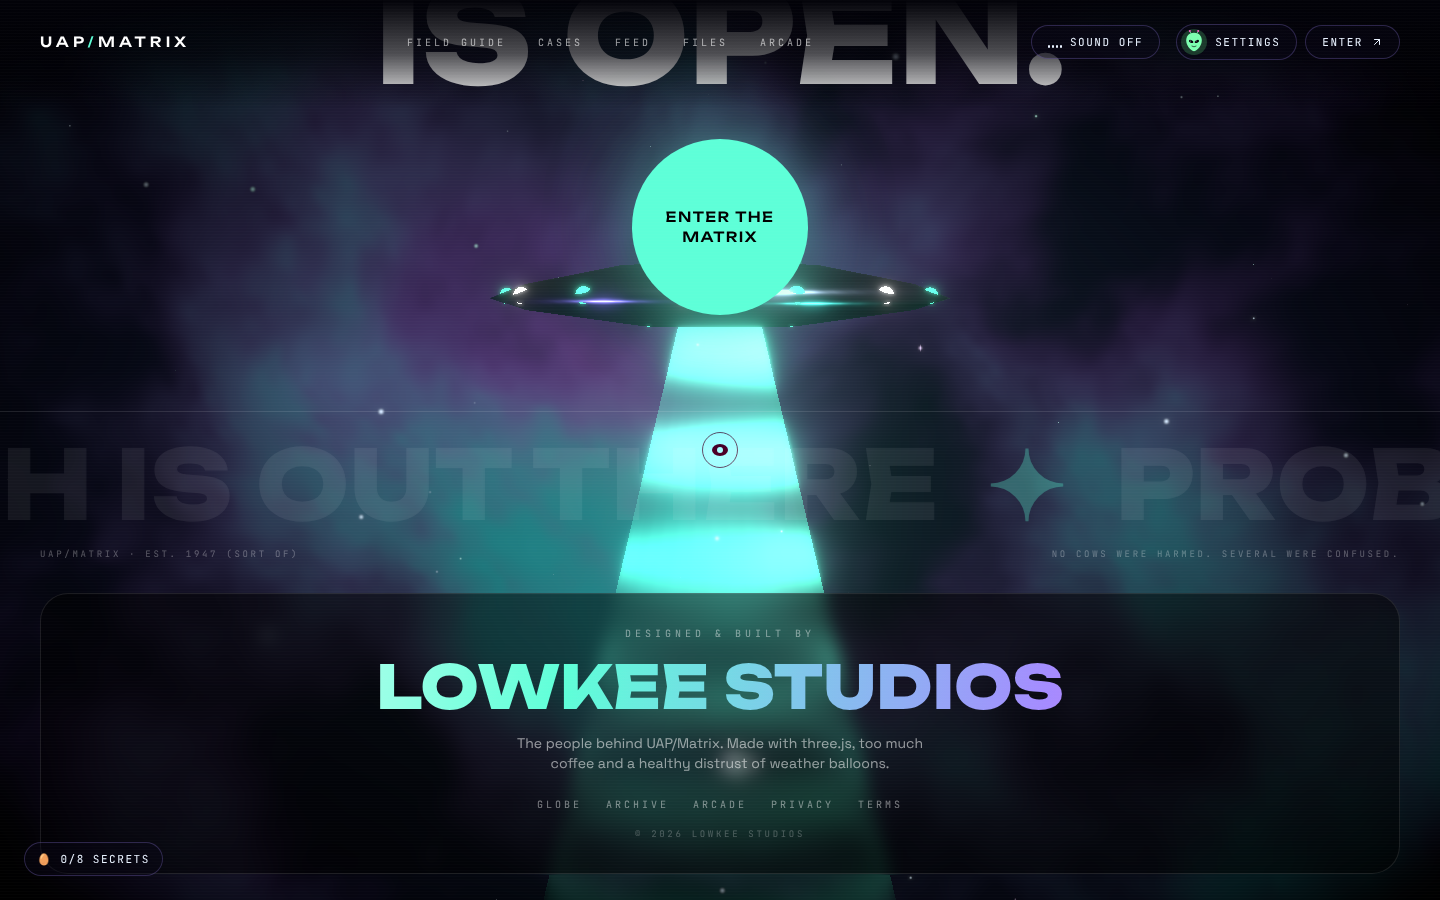 IS OPEN.
UAP/MATRIX
FIELD GUIDE CASES FEED FILES ARCADE
SOUND OFF
SETTINGS
ENTER
ENTER THE
MATRIX
H IS OUT THERE PROB
UAP/MATRIX · EST. 1947 (SORT OF)
NO COWS WERE HARMED. SEVERAL WERE CONFUSED.
DESIGNED & BUILT BY
LOWKEE STUDIOS
The people behind UAP/Matrix. Made with three.js, too much
coffee and a healthy distrust of weather balloons.
GLOBE ARCHIVE ARCADE PRIVACY TERMS
© 2026 LOWKEE STUDIOS
0/8 SECRETS